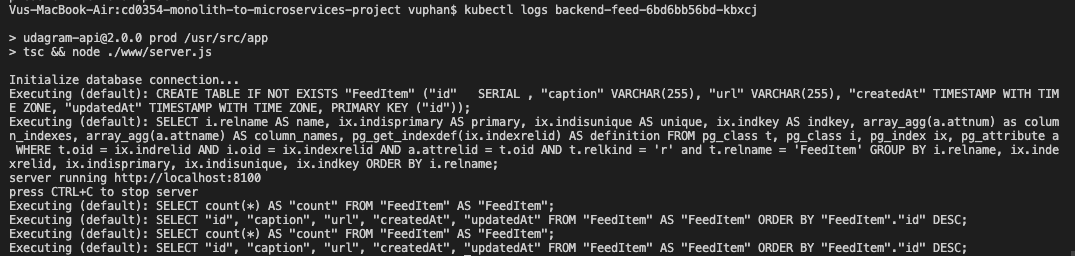 Vus-MacBook-Air:cd0354-monolith-to-microservices-project vuphan$ kubectl logs backend-feed-6bd6bb56bd-kbxcj
> udagram-api@2.0.0 prod /usr/src/app
> tsc && node ./www/server.js
Initialize database connection...
Executing (default): CREATE TABLE IF NOT EXISTS "FeedItem" ("id"   SERIAL , "caption" VARCHAR(255), "url" VARCHAR(255), "createdAt" TIMESTAMP WITH TIM
E ZONE, "updatedAt" TIMESTAMP WITH TIME ZONE, PRIMARY KEY ("id"));
Executing (default): SELECT i.relname AS name, ix.indisprimary AS primary, ix.indisunique AS unique, ix.indkey AS indkey, array_agg(a.attnum) as colum
n_indexes, array_agg(a.attname) AS column_names, pg_get_indexdef(ix.indexrelid) AS definition FROM pg_class t, pg_class i, pg_index ix, pg_attribute a
 WHERE t.oid = ix.indrelid AND i.oid = ix.indexrelid AND a.attrelid = t.oid AND t.relkind = 'r' and t.relname = 'FeedItem' GROUP BY i.relname, ix.inde
xrelid, ix.indisprimary, ix.indisunique, ix.indkey ORDER BY i.relname;
server running http://localhost:8100
press CTRL+C to stop server
Executing (default): SELECT count(*) AS "count" FROM "FeedItem" AS "FeedItem";
Executing (default): SELECT "id", "caption", "url", "createdAt", "updatedAt" FROM "FeedItem" AS "FeedItem" ORDER BY "FeedItem"."id" DESC;
Executing (default): SELECT count(*) AS "count" FROM "FeedItem" AS "FeedItem";
Executing (default): SELECT "id", "caption", "url", "createdAt", "updatedAt" FROM "FeedItem" AS "FeedItem" ORDER BY "FeedItem"."id" DESC;